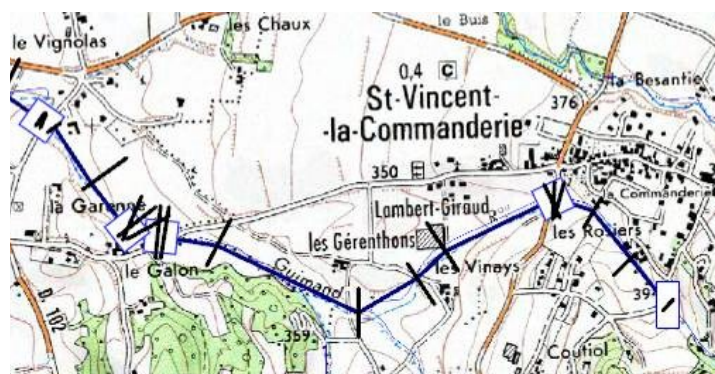 le Buis
les Chaux
le Vignolas
0,4 C
la Besantie
St-Vincent-
376
-la-Commanderie
350
la Commanderie
la Garenne
Lambert-Giraud
les Gérenthons
les Rosiers
le Galon
Guimand
les Vinays
D. 102
39
359
Coutiol